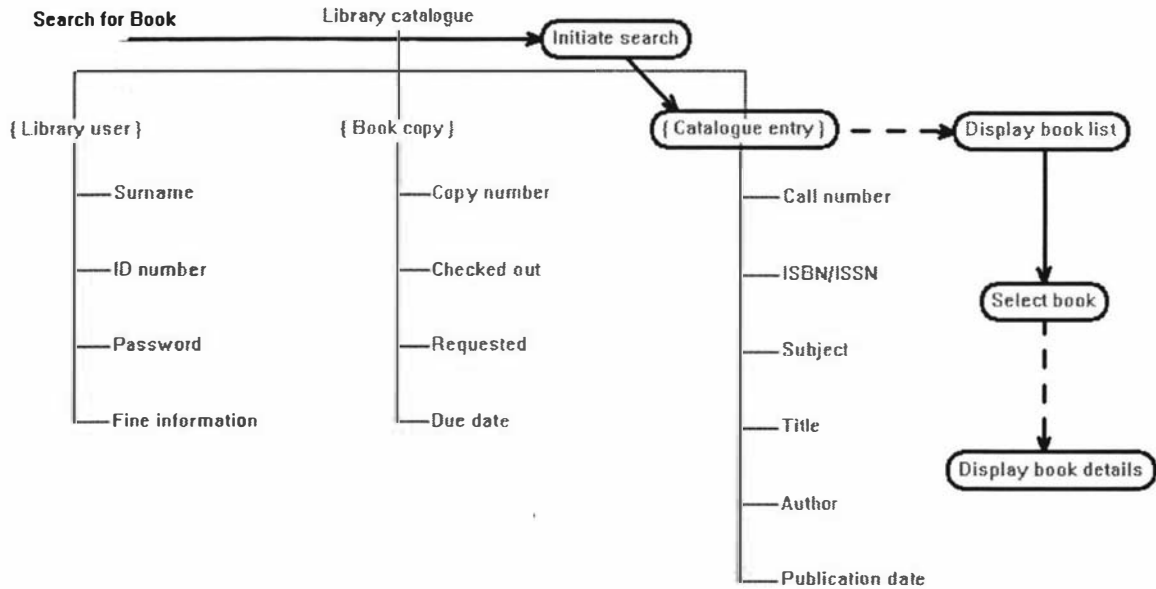 Search for Book
Library catalogue
Initiate search
{ Library user }
{ Book copy }
{ Catalogue entry }
Display book list
Surname
Copy number
Call number
ID number
Checked out
ISBN/ISSN
Select book
Password
Requested
Subject
Fine information
Due date
Title
Display book details
Author
Publication date